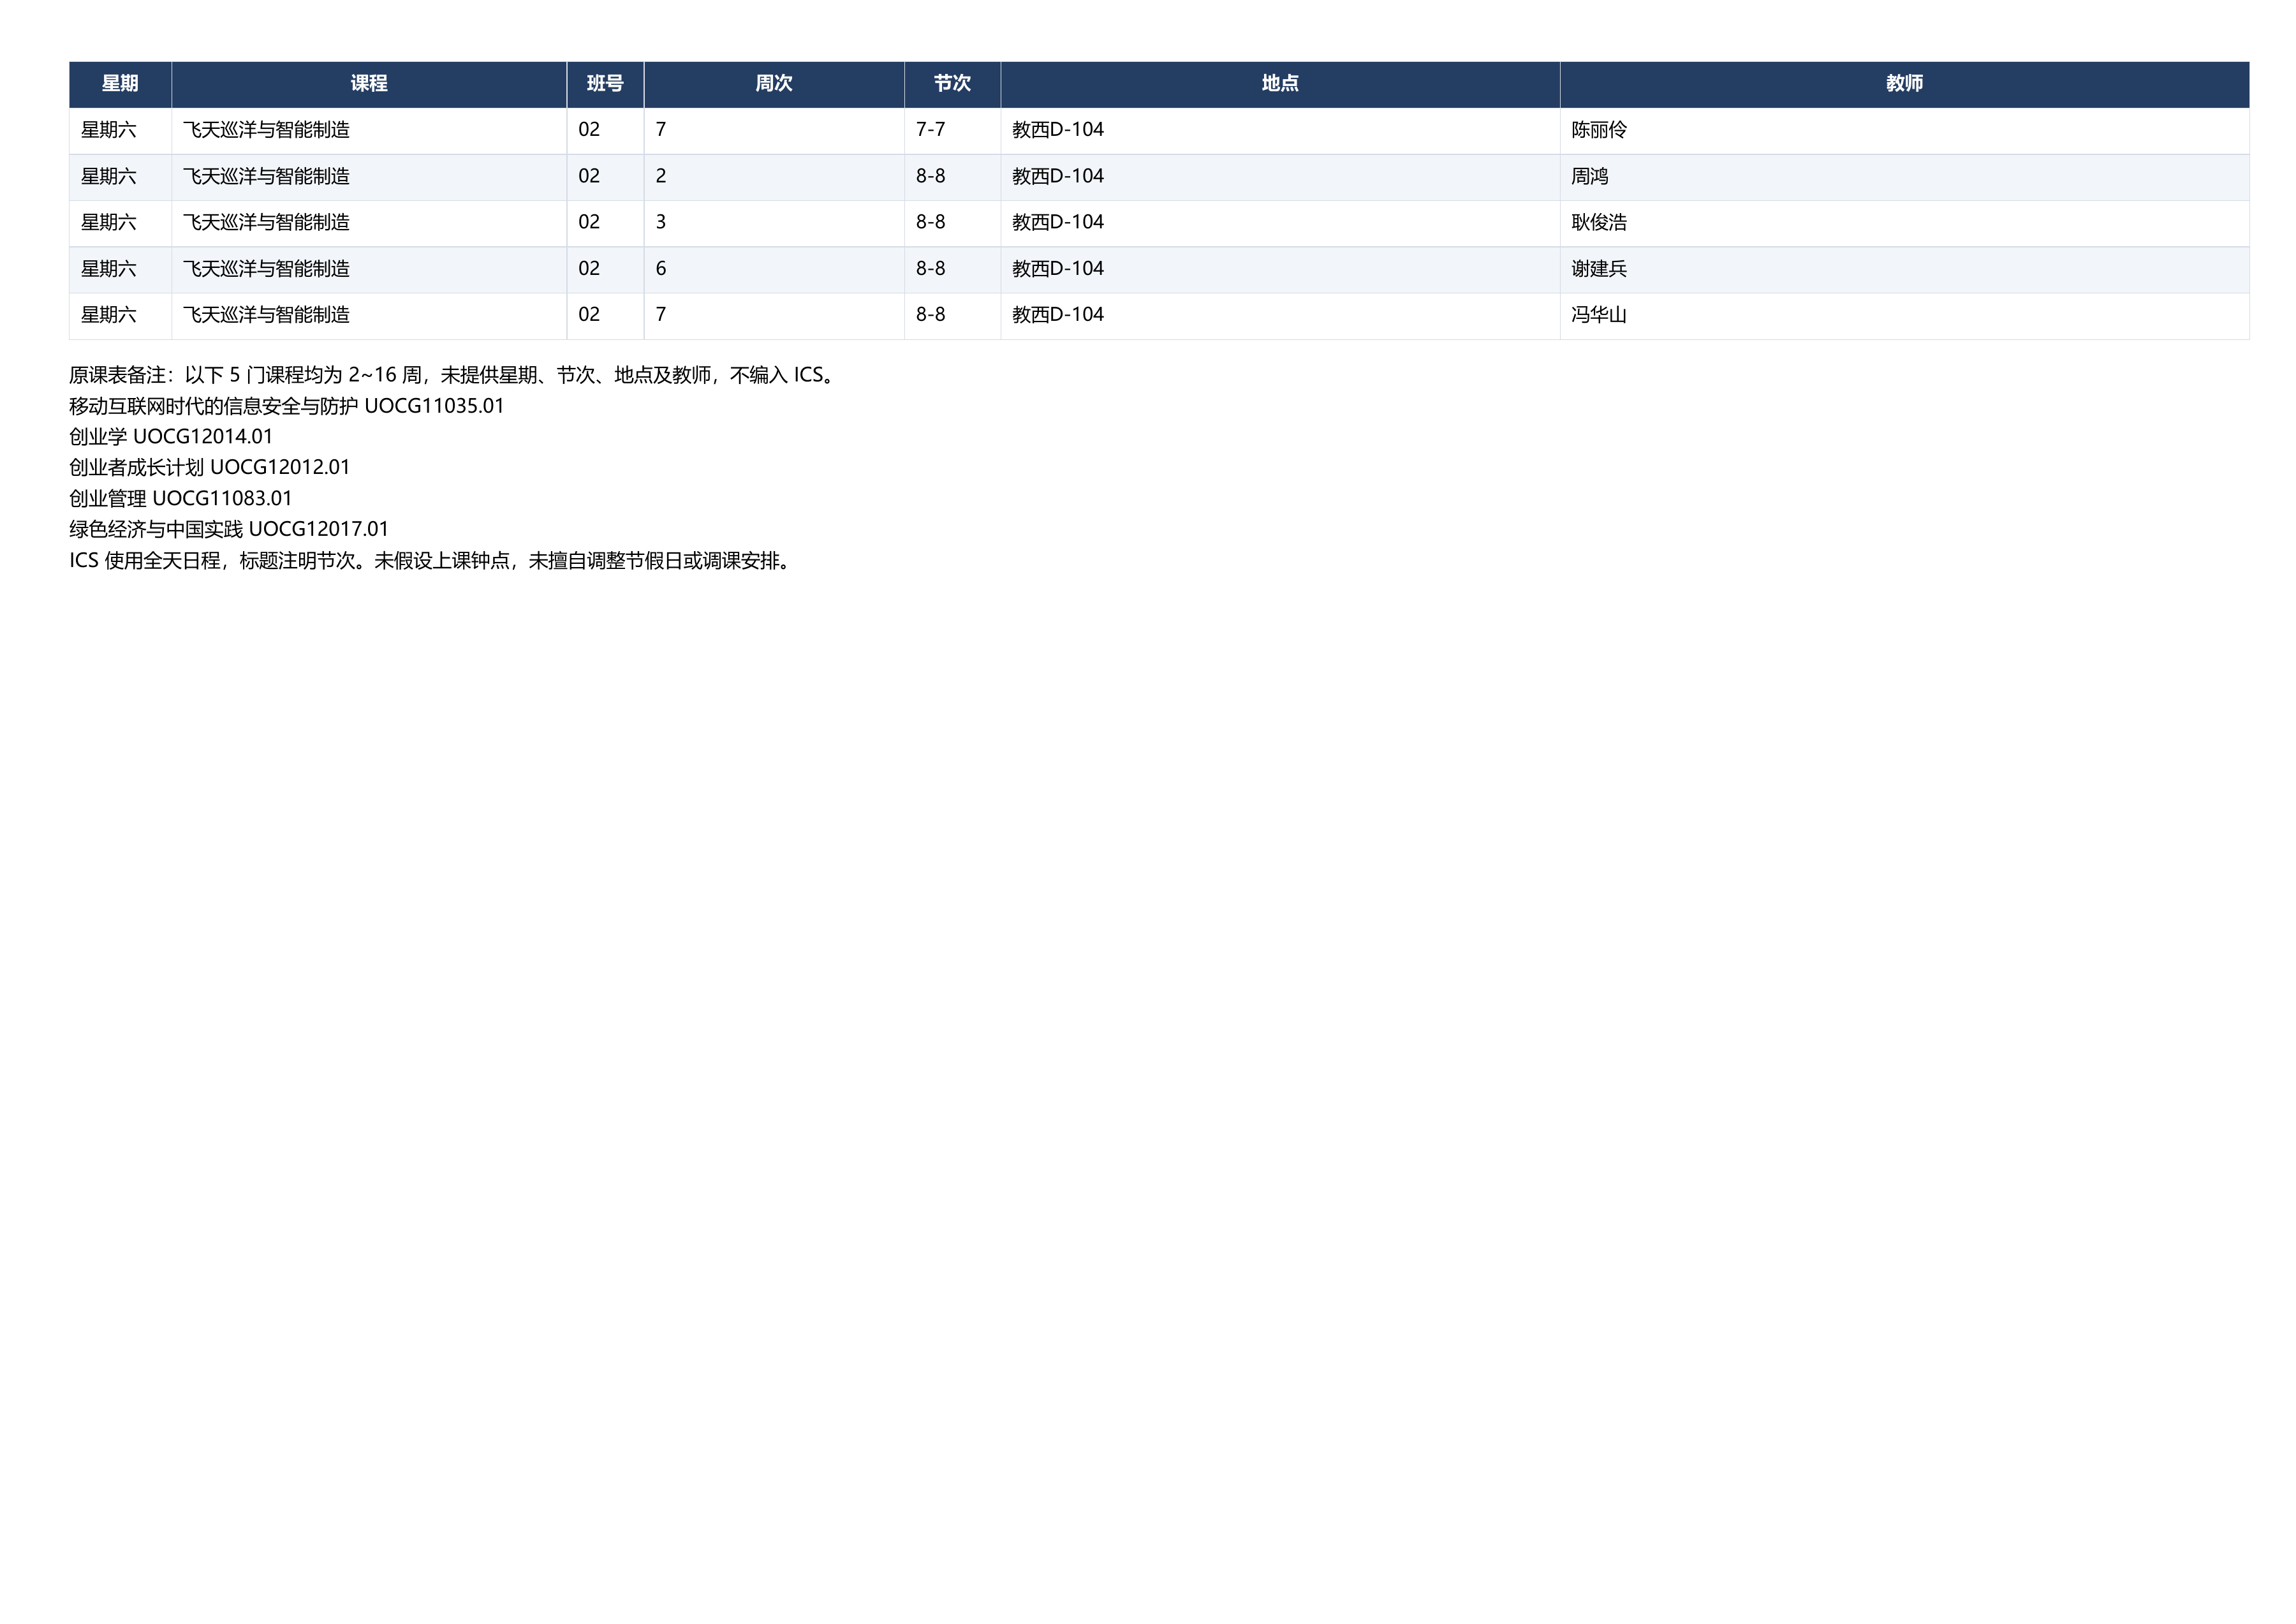 星期 课程 班号 周次 节次 地点 教师
星期六 飞天巡洋与智能制造 02 7 7-7 教西D-104 陈丽伶
星期六 飞天巡洋与智能制造 02 2 8-8 教西D-104 周鸿
星期六 飞天巡洋与智能制造 02 3 8-8 教西D-104 耿俊浩
星期六 飞天巡洋与智能制造 02 6 8-8 教西D-104 谢建兵
星期六 飞天巡洋与智能制造 02 7 8-8 教西D-104 冯华山
原课表备注：以下 5 门课程均为 2~16 周，未提供星期、节次、地点及教师，不编入 ICS。
移动互联网时代的信息安全与防护 UOCG11035.01
创业学 UOCG12014.01
创业者成长计划 UOCG12012.01
创业管理 UOCG11083.01
绿色经济与中国实践 UOCG12017.01
ICS 使用全天日程，标题注明节次。未假设上课钟点，未擅自调整节假日或调课安排。